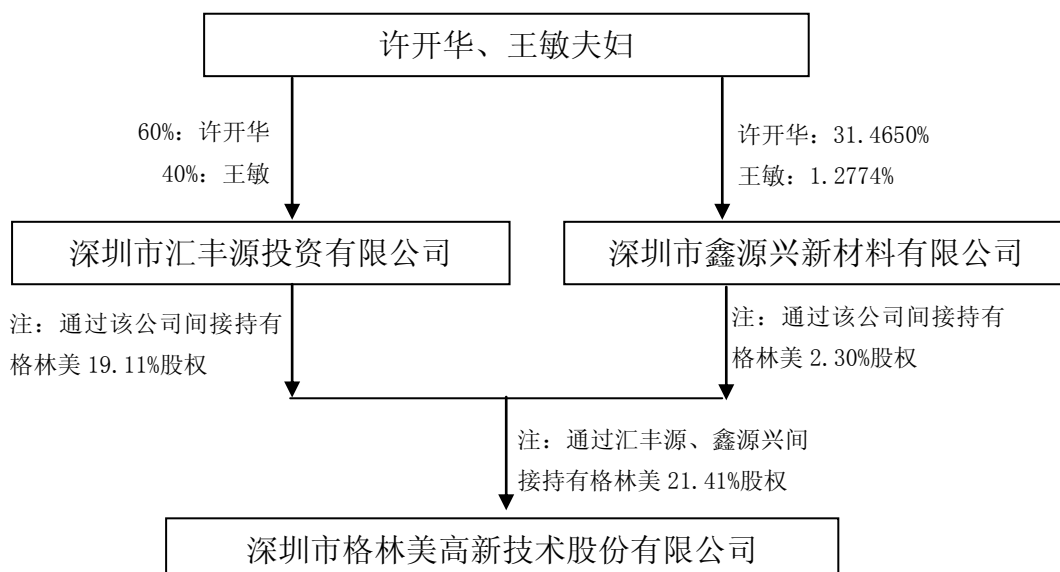 许开华、王敏夫妇
60%：许开华
40%：王敏
许开华：31.4650%
王敏：1.2774%
深圳市汇丰源投资有限公司
深圳市鑫源兴新材料有限公司
注：通过该公司间接持有
格林美 19.11%股权
注：通过该公司间接持有
格林美 2.30%股权
注：通过汇丰源、鑫源兴间
接持有格林美 21.41%股权
深圳市格林美高新技术股份有限公司